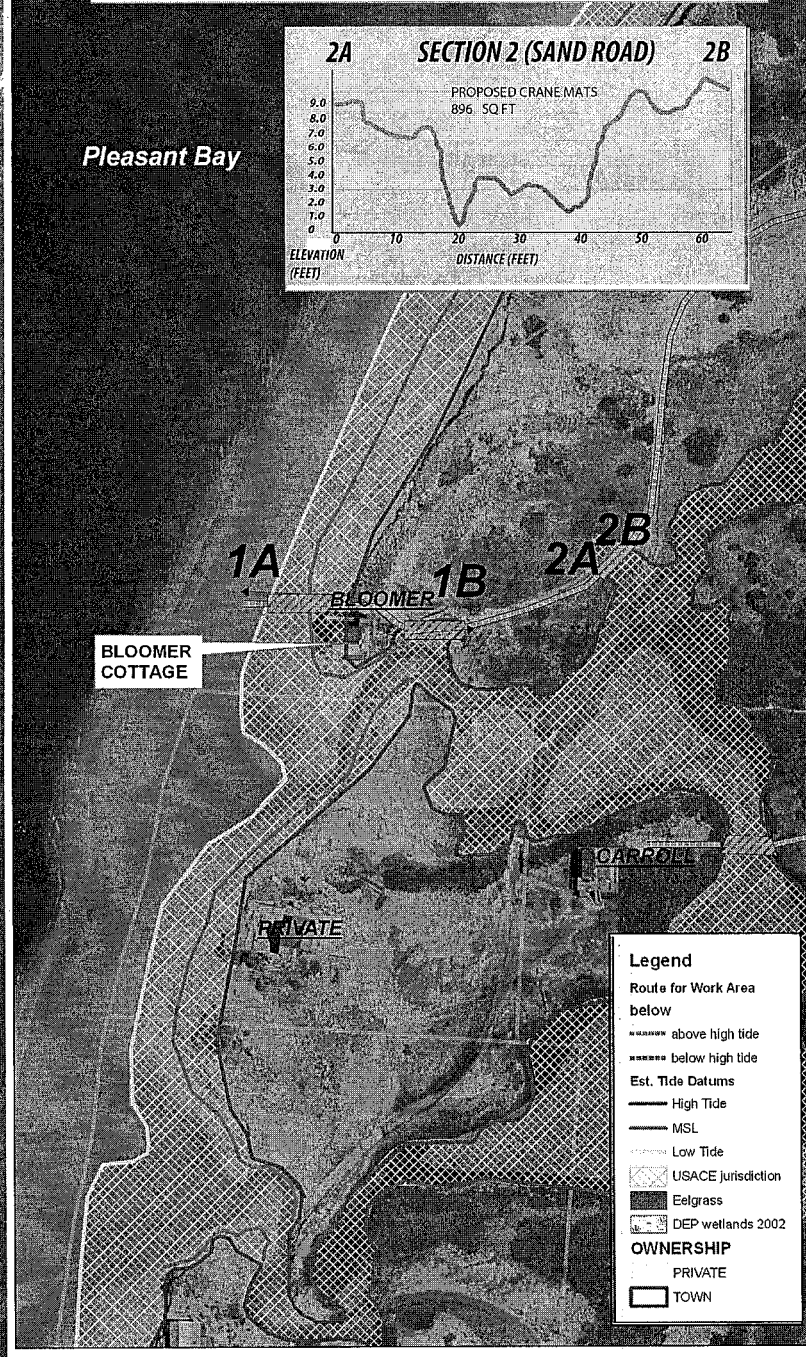 2A SECTION 2 (SAND ROAD) 2B
PROPOSED CRANE MATS
896 SQ FT
9.0
8.0
7.0
6.0
5.0
4.0
3.0
2.0
1.0
0
0 10 20 30 40 50 60
ELEVATION
(FEET)
DISTANCE (FEET)
Pleasant Bay
1A
BLOOMER
1B
2A
2B
BLOOMER
COTTAGE
CARROLL
PRIVATE
Legend
Route for Work Area
below
above high tide
below high tide
Est. Tide Datums
High Tide
MSL
Low Tide
USACE jurisdiction
Eelgrass
DEP wetlands 2002
OWNERSHIP
PRIVATE
TOWN